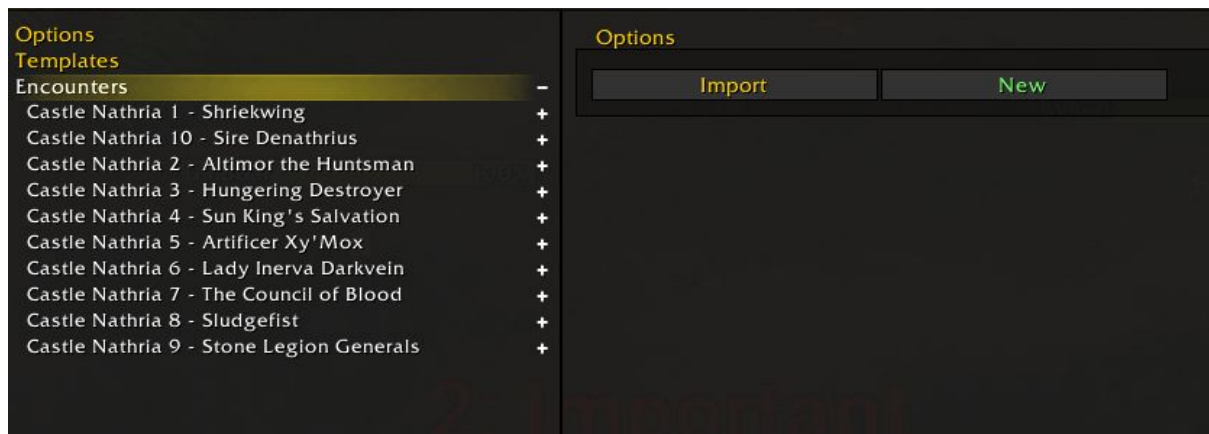 Options
Templates
Encounters -
Castle Nathria 1 - Shriekwing +
Castle Nathria 10 - Sire Denathrius +
Castle Nathria 2 - Altimor the Huntsman +
Castle Nathria 3 - Hungering Destroyer +
Castle Nathria 4 - Sun King's Salvation +
Castle Nathria 5 - Artificer Xy'Mox +
Castle Nathria 6 - Lady Inerva Darkvein +
Castle Nathria 7 - The Council of Blood +
Castle Nathria 8 - Sludgefist +
Castle Nathria 9 - Stone Legion Generals +
Options
Import New
2 Important